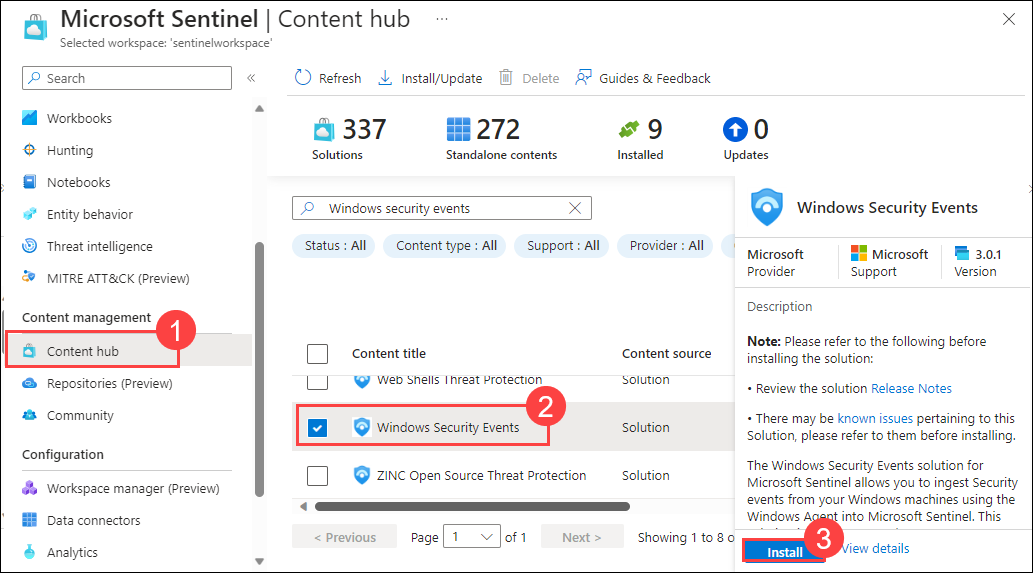 Microsoft Sentinel | Content hub ...
Selected workspace: 'sentinelworkspace'
Search
«
Workbooks
Hunting
Notebooks
Entity behavior
Threat intelligence
MITRE ATT&CK (Preview)
Content management
1
Content hub
Repositories (Preview)
Community
Configuration
Workspace manager (Preview)
Data connectors
Analytics
Refresh
Install/Update
Delete
Guides & Feedback
337
Solutions
272
Standalone contents
9
Installed
0
Updates
Windows security events
Status : All
Content type : All
Support : All
Provider : All
Content title
Content source
Web Shells Threat Protection
Solution
2
Windows Security Events
Solution
ZINC Open Source Threat Protection
Solution
< Previous
Page
1
of 1
Next >
Showing 1 to 8 o
Windows Security Events
Microsoft
Provider
Microsoft
Support
3.0.1
Version
Description
Note: Please refer to the following before
installing the solution:
• Review the solution Release Notes
• There may be known issues pertaining to this
Solution, please refer to them before installing.
The Windows Security Events solution for
Microsoft Sentinel allows you to ingest Security
events from your Windows machines using the
Windows Agent into Microsoft Sentinel. This
3
Install
View details